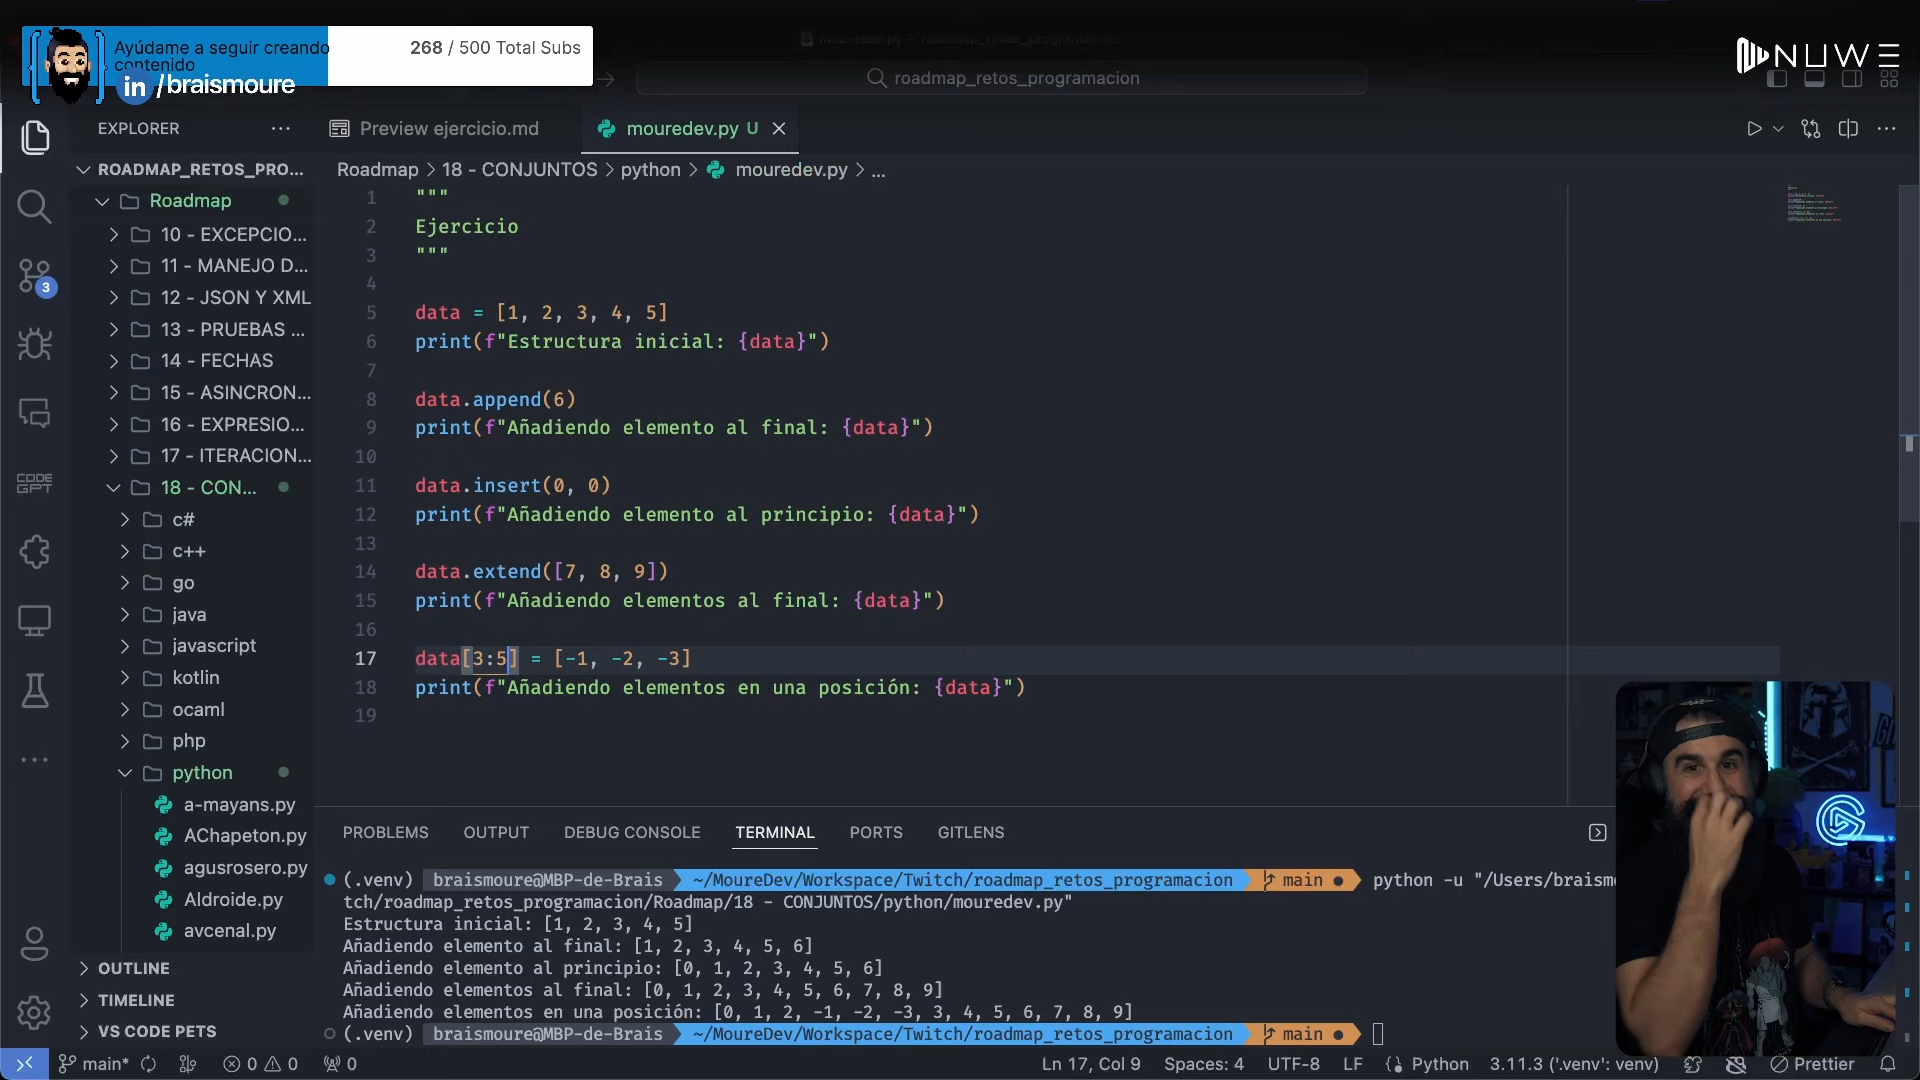 Ayúdame a seguir creando
contenido
268 / 500 Total Subs
in /braismoure
roadmap_retos_programacion
NUWE
EXPLORER
Preview ejercicio.md
mouredev.py U
ROADMAP_RETOS_PRO...
Roadmap > 18 - CONJUNTOS > python > mouredev.py > ...
Roadmap
10 - EXCEPCIO...
11 - MANEJO D...
12 - JSON Y XML
13 - PRUEBAS ...
14 - FECHAS
15 - ASINCRON...
16 - EXPRESIO...
17 - ITERACION...
18 - CON...
c#
c++
go
java
javascript
kotlin
ocaml
php
python
a-mayans.py
AChapeton.py
agusrosero.py
Aldroide.py
avcenal.py
OUTLINE
TIMELINE
VS CODE PETS
3
CODE
GPT
1 """
2 Ejercicio
3 """
4
5 data = [1, 2, 3, 4, 5]
6 print(f"Estructura inicial: {data}")
7
8 data.append(6)
9 print(f"Añadiendo elemento al final: {data}")
10
11 data.insert(0, 0)
12 print(f"Añadiendo elemento al principio: {data}")
13
14 data.extend([7, 8, 9])
15 print(f"Añadiendo elementos al final: {data}")
16
17 data[3:5] = [-1, -2, -3]
18 print(f"Añadiendo elementos en una posición: {data}")
19
PROBLEMS OUTPUT DEBUG CONSOLE TERMINAL PORTS GITLENS
(.venv) braismoure@MBP-de-Brais ~/MoureDev/Workspace/Twitch/roadmap_retos_programacion main ● python -u "/Users/braismo
tch/roadmap_retos_programacion/Roadmap/18 - CONJUNTOS/python/mouredev.py"
Estructura inicial: [1, 2, 3, 4, 5]
Añadiendo elemento al final: [1, 2, 3, 4, 5, 6]
Añadiendo elemento al principio: [0, 1, 2, 3, 4, 5, 6]
Añadiendo elementos al final: [0, 1, 2, 3, 4, 5, 6, 7, 8, 9]
Añadiendo elementos en una posición: [0, 1, 2, -1, -2, -3, 3, 4, 5, 6, 7, 8, 9]
(.venv) braismoure@MBP-de-Brais ~/MoureDev/Workspace/Twitch/roadmap_retos_programacion main ●
main* 0 0 0 Ln 17, Col 9 Spaces: 4 UTF-8 LF Python 3.11.3 ('.venv': venv) Prettier